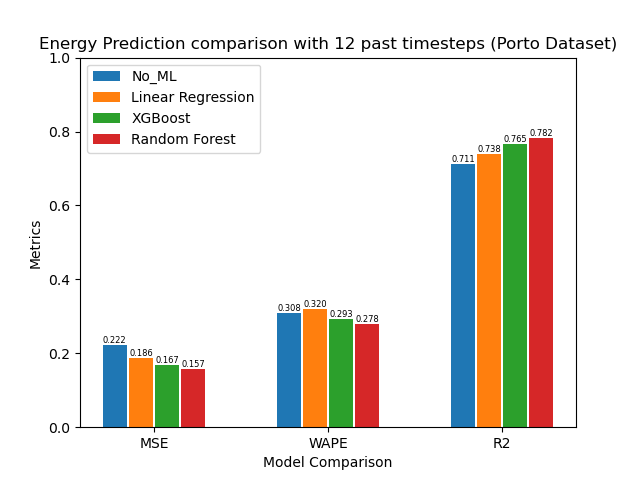 Energy Prediction comparison with 12 past timesteps (Porto Dataset)
1.0
0.8
0.6
0.4
0.2
0.0
Metrics
No_ML
Linear Regression
XGBoost
Random Forest
0.222
0.186
0.167
0.157
0.308
0.320
0.293
0.278
0.711
0.738
0.765
0.782
MSE
WAPE
R2
Model Comparison